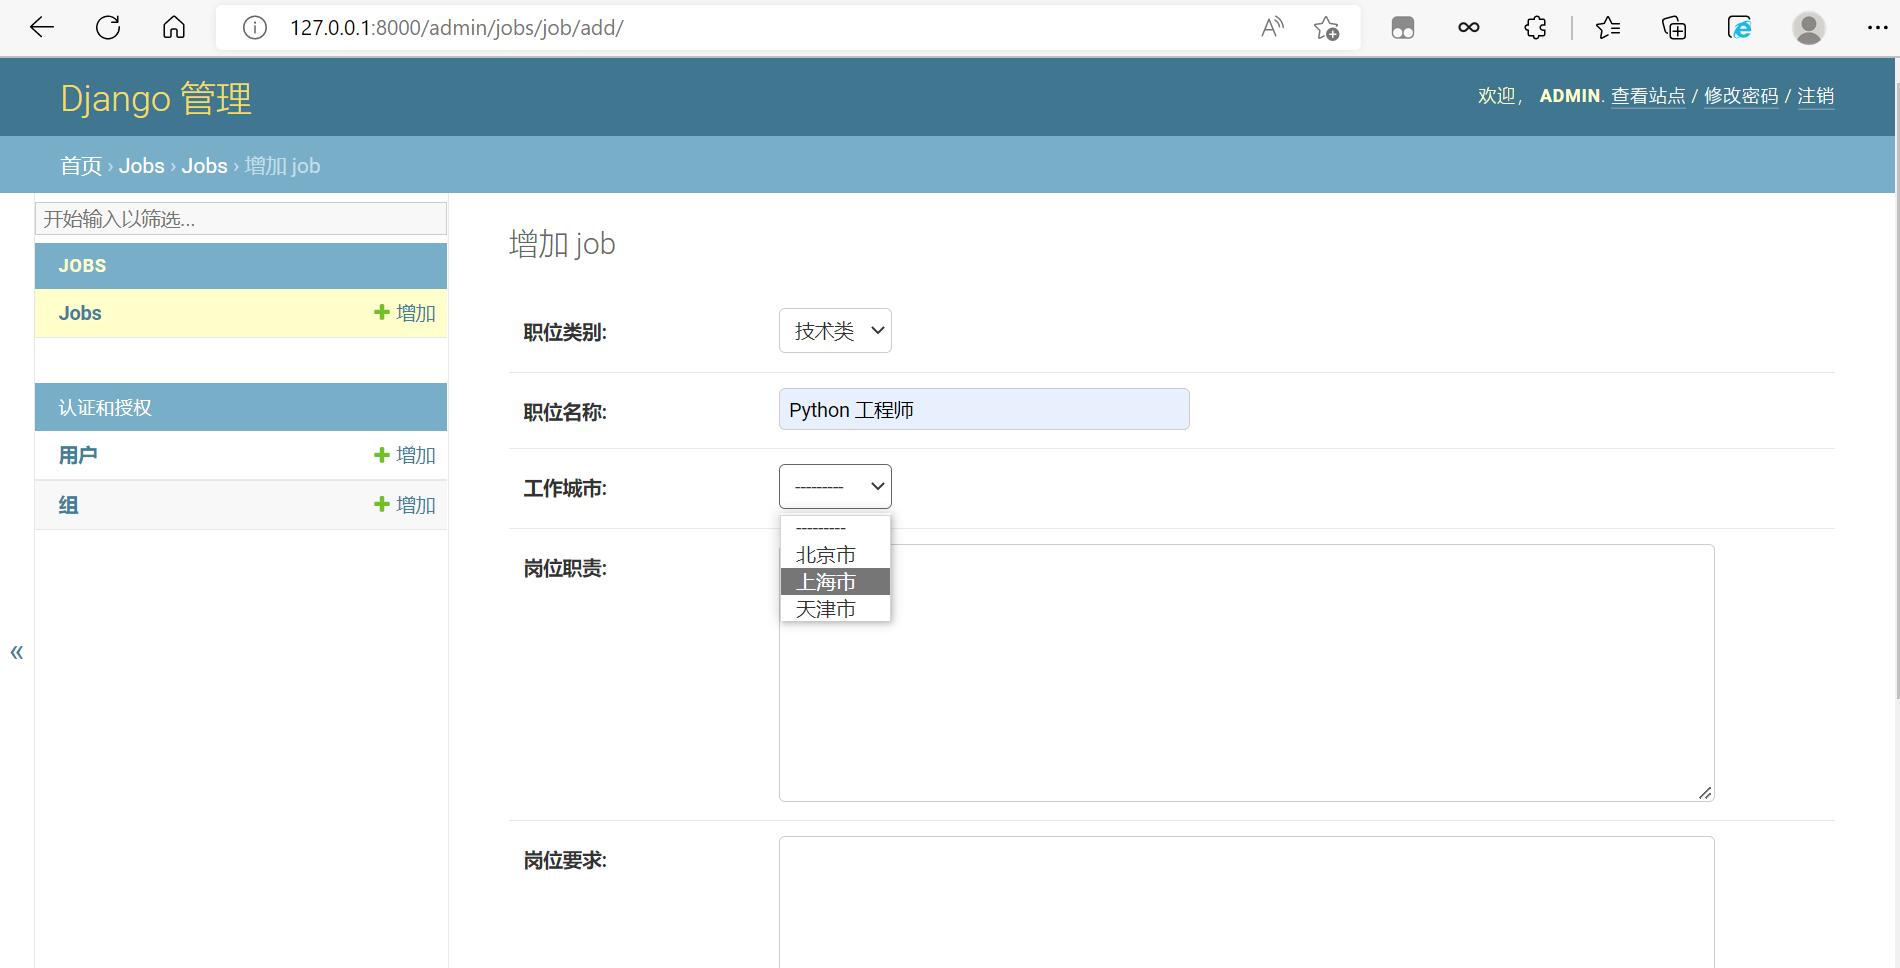 127.0.0.1:8000/admin/jobs/job/add/
Django 管理
欢迎， ADMIN. 查看站点 / 修改密码 / 注销
首页 › Jobs › Jobs › 增加 job
开始输入以筛选...
JOBS
Jobs
增加
认证和授权
用户
增加
组
增加
«
增加 job
职位类别:
技术类
职位名称:
Python 工程师
工作城市:
---------
---------
北京市
上海市
天津市
岗位职责:
岗位要求: